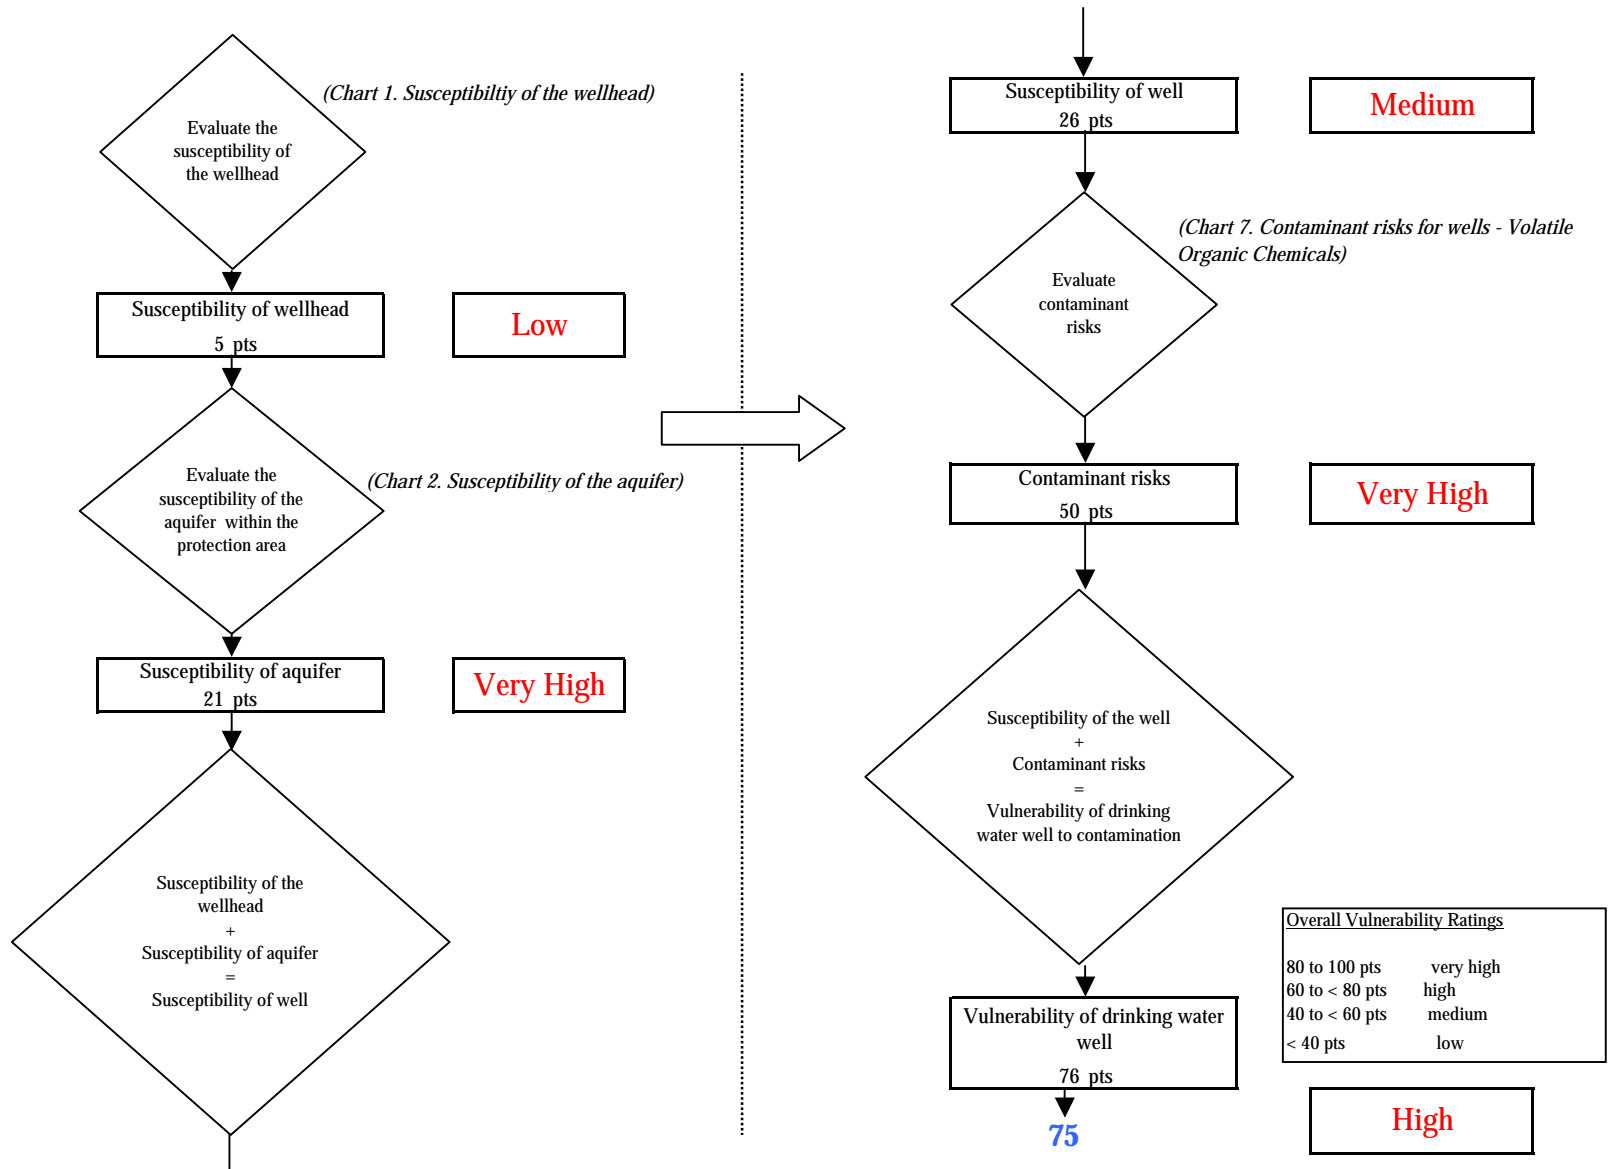 (Chart 1. Susceptibiltiy of the wellhead)
Evaluate the
susceptibility of
the wellhead
Susceptibility of wellhead
5 pts
Low
Evaluate the
susceptibility of the
aquifer within the
protection area
(Chart 2. Susceptibility of the aquifer)
Susceptibility of aquifer
21 pts
Very High
Susceptibility of the
wellhead
+
Susceptibility of aquifer
=
Susceptibility of well
Susceptibility of well
26 pts
Medium
(Chart 7. Contaminant risks for wells - Volatile
Organic Chemicals)
Evaluate
contaminant
risks
Contaminant risks
50 pts
Very High
Susceptibility of the well
+
Contaminant risks
=
Vulnerability of drinking
water well to contamination
Overall Vulnerability Ratings
80 to 100 pts very high
60 to < 80 pts high
40 to < 60 pts medium
< 40 pts low
Vulnerability of drinking water
well
76 pts
75
High